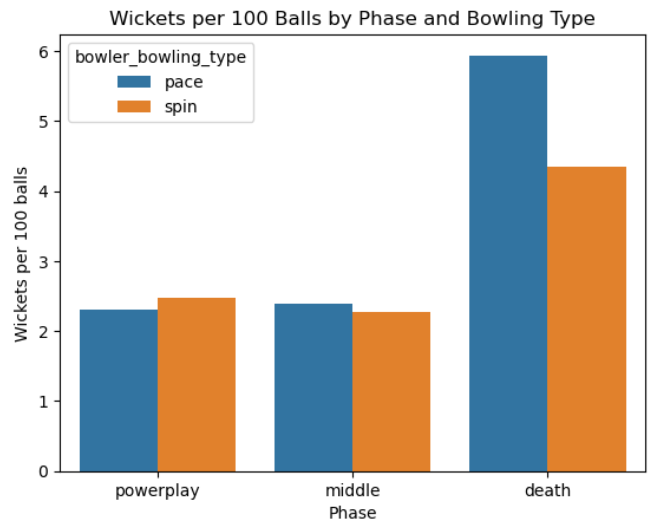 Wickets per 100 Balls by Phase and Bowling Type
bowler_bowling_type
pace
spin
Wickets per 100 balls
6
5
4
3
2
1
0
powerplay
middle
death
Phase